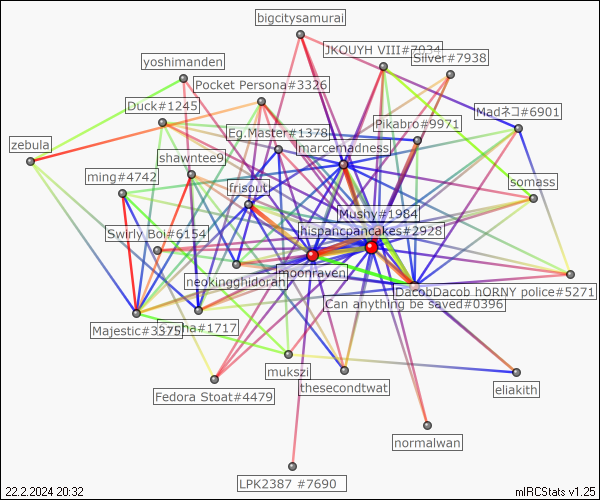 bigcitysamurai
JKOUYH VIII#7034
Silver#7938
yoshimanden
Pocket Persona#3326
Duck#1245
Madネコ#6901
Pikabro#9971
Eg.Master#1378
zebula
marcemadness
shawntee9
ming#4742
frisout
somass
Mushy#1984
hispancpancakes#2928
Swirly Boi#6154
moonraven
neokingghidorah
DacobDacob hORNY police#5271
Can anything be saved#0396
Majestic#3375
#1717
mukszi
thesecondtwat
eliakith
Fedora Stoat#4479
normalwan
LPK2387 #7690
22.2.2024 20:32
mIRCStats v1.25